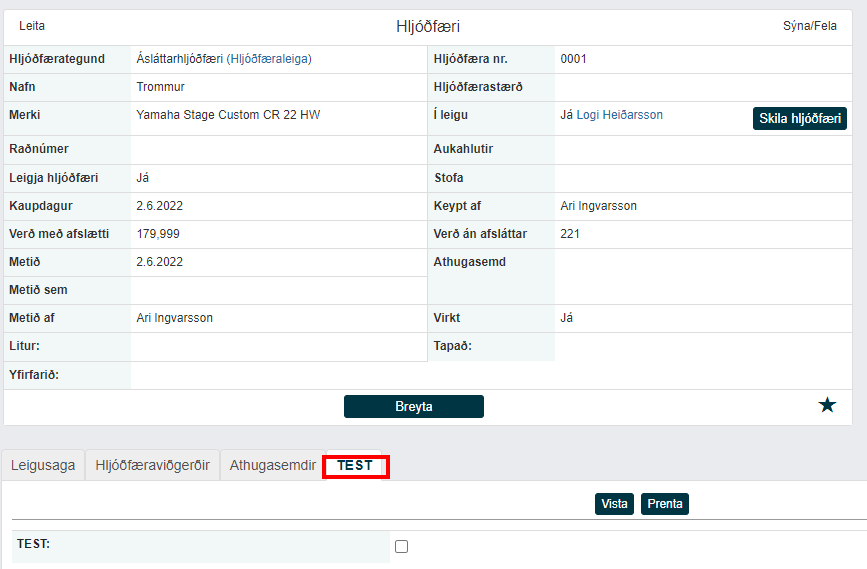 Leita Hljóðfæri Sýna/Fela
Hljóðfærategund Ásláttarhljóðfæri (Hljóðfæraleiga) Hljóðfæra nr. 0001
Nafn Trommur Hljóðfærastærð
Merki Yamaha Stage Custom CR 22 HW Í leigu Já Logi Heiðarsson Skila hljóðfæri
Raðnúmer Aukahlutir
Leigja hljóðfæri Já Stofa
Kaupdagur 2.6.2022 Keypt af Ari Ingvarsson
Verð með afslætti 179,999 Verð án afsláttar 221
Metið 2.6.2022 Athugasemd
Metið sem
Metið af Ari Ingvarsson Virkt Já
Litur: Tapað:
Yfirfarið:
Breyta
Leigusaga Hljóðfæraviðgerðir Athugasemdir TEST
Vista Prenta
TEST: